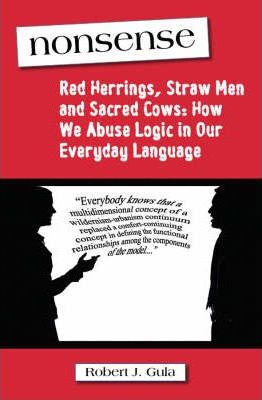 nonsense
Red Herrings, Straw Men
and Sacred Cows: How
We Abuse Logic in Our
Everyday Language
"Everybody knows that a
multidimensional concept of a
wildernism-urbanism continuum
replaced a comfort-continuing
concept in defining the functional
relationships among the components
of the model...."
Robert J. Gula